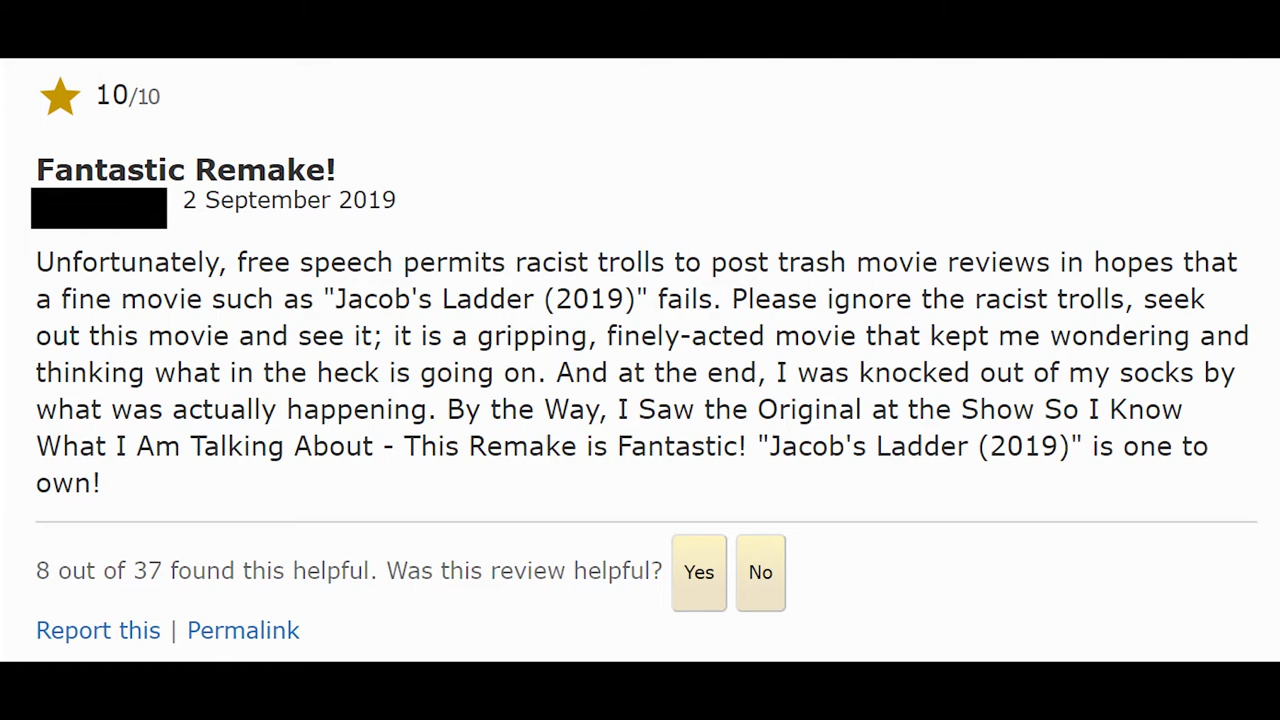 10/10
Fantastic Remake!
2 September 2019
Unfortunately, free speech permits racist trolls to post trash movie reviews in hopes that
a fine movie such as "Jacob's Ladder (2019)" fails. Please ignore the racist trolls, seek
out this movie and see it; it is a gripping, finely-acted movie that kept me wondering and
thinking what in the heck is going on. And at the end, I was knocked out of my socks by
what was actually happening. By the Way, I Saw the Original at the Show So I Know
What I Am Talking About - This Remake is Fantastic! "Jacob's Ladder (2019)" is one to
own!
8 out of 37 found this helpful. Was this review helpful? Yes No
Report this | Permalink